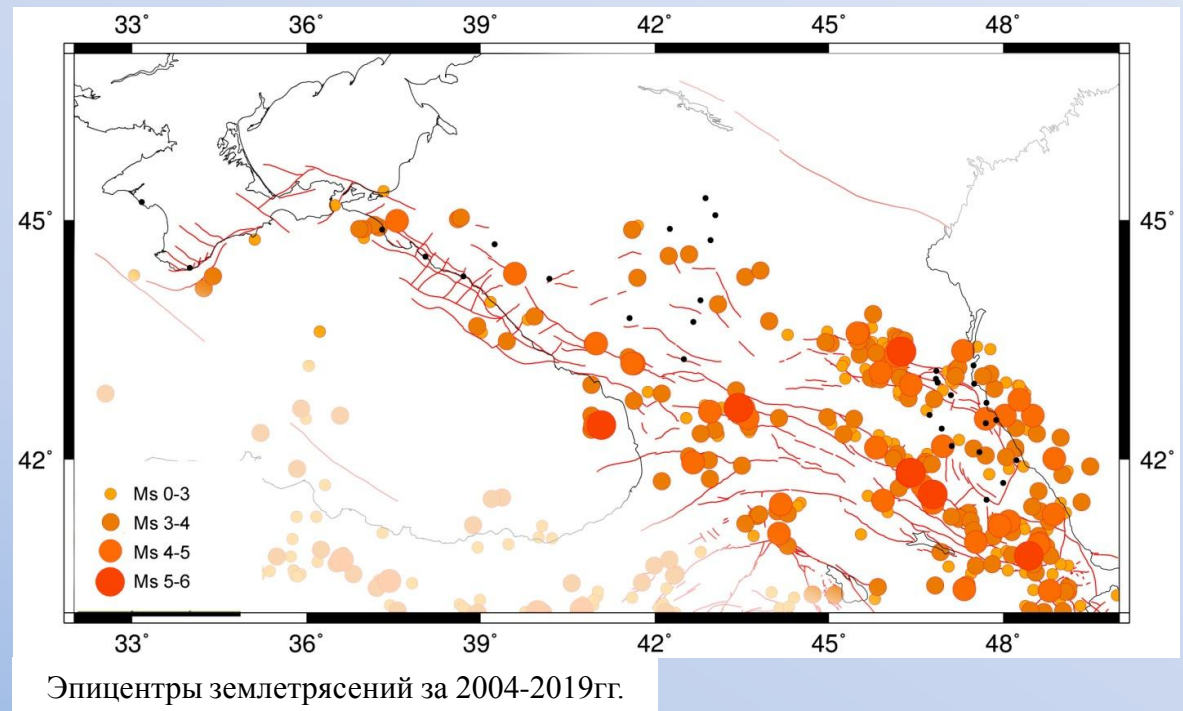 33° 36° 39° 42° 45° 48°
45° 45°
42° 42°
Ms 0-3
Ms 3-4
Ms 4-5
Ms 5-6
33° 36° 39° 42° 45° 48°
Эпицентры землетрясений за 2004-2019гг.